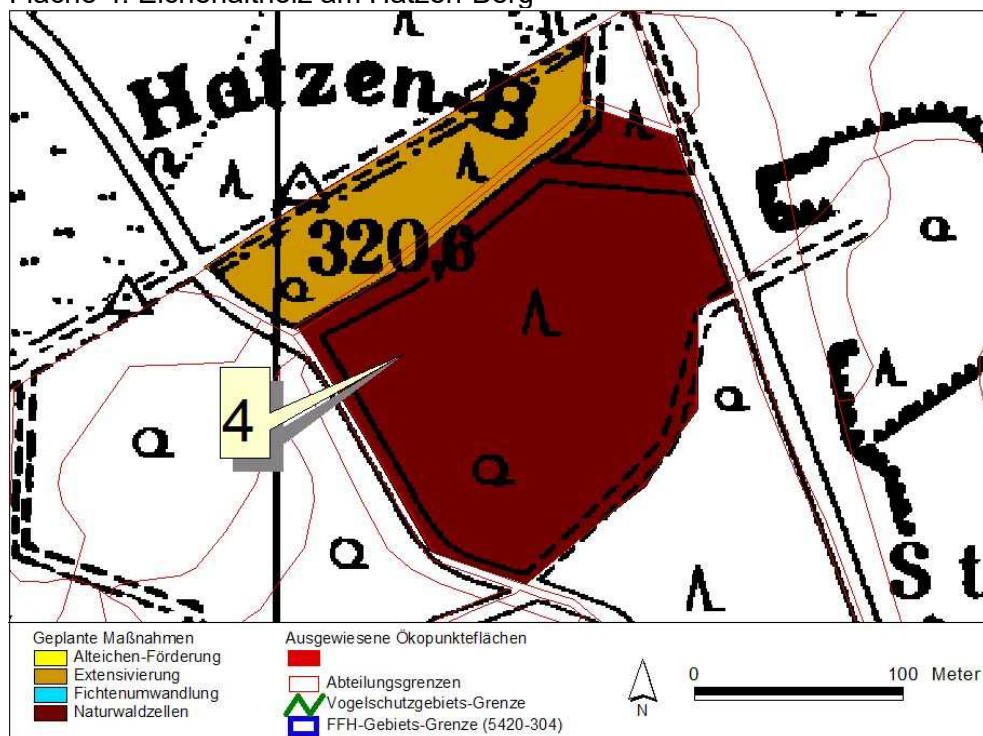 Fläche 4: Eichenaltholz am Hatzen-Berg
Hatzen B
320,6
4
St
Geplante Maßnahmen
Alteichen-Förderung
Extensivierung
Fichtenumwandlung
Naturwaldzellen
Ausgewiesene Ökopunkteflächen
Abteilungsgrenzen
Vogelschutzgebiets-Grenze
FFH-Gebiets-Grenze (5420-304)
N
0 100 Meter